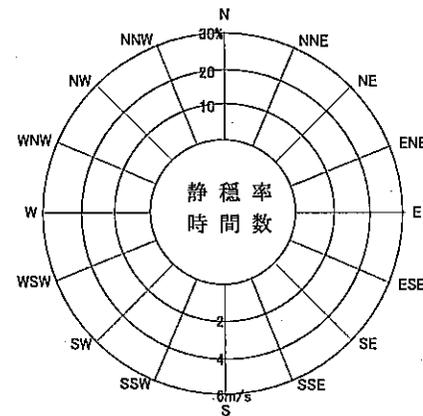 N
NNW
30%
NNE
NW
20
NE
10
WNW
ENE
静穏率
W
時間数
E
WSW
ESE
2
SW
4
SE
SSW
6m/s
SSE
S